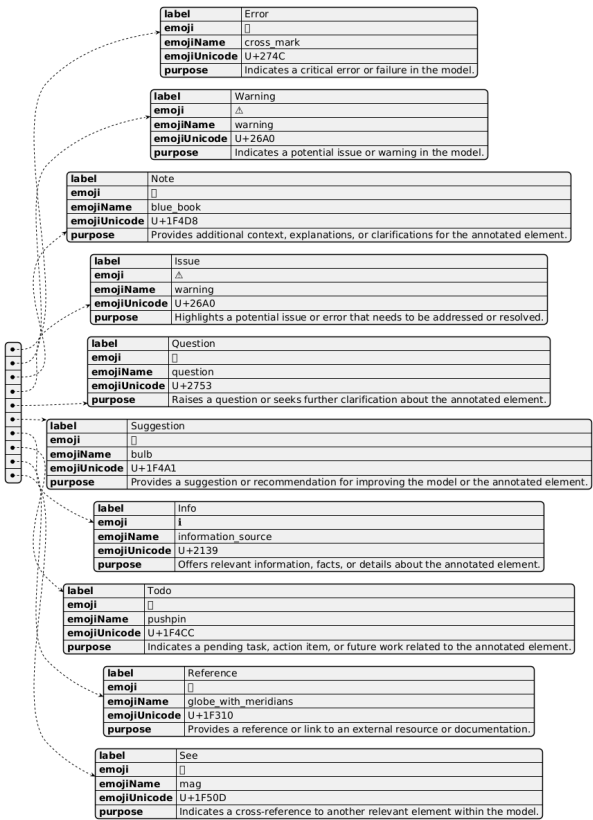 label Error
emoji
emojiName cross_mark
emojiUnicode U+274C
purpose Indicates a critical error or failure in the model.
label Warning
emoji ⚠
emojiName warning
emojiUnicode U+26A0
purpose Indicates a potential issue or warning in the model.
label Note
emoji
emojiName blue_book
emojiUnicode U+1F4D8
purpose Provides additional context, explanations, or clarifications for the annotated element.
label Issue
emoji ⚠
emojiName warning
emojiUnicode U+26A0
purpose Highlights a potential issue or error that needs to be addressed or resolved.
label Question
emoji
emojiName question
emojiUnicode U+2753
purpose Raises a question or seeks further clarification about the annotated element.
label Suggestion
emoji
emojiName bulb
emojiUnicode U+1F4A1
purpose Provides a suggestion or recommendation for improving the model or the annotated element.
label Info
emoji ℹ
emojiName information_source
emojiUnicode U+2139
purpose Offers relevant information, facts, or details about the annotated element.
label Todo
emoji
emojiName pushpin
emojiUnicode U+1F4CC
purpose Indicates a pending task, action item, or future work related to the annotated element.
label Reference
emoji
emojiName globe_with_meridians
emojiUnicode U+1F310
purpose Provides a reference or link to an external resource or documentation.
label See
emoji
emojiName mag
emojiUnicode U+1F50D
purpose Indicates a cross-reference to another relevant element within the model.